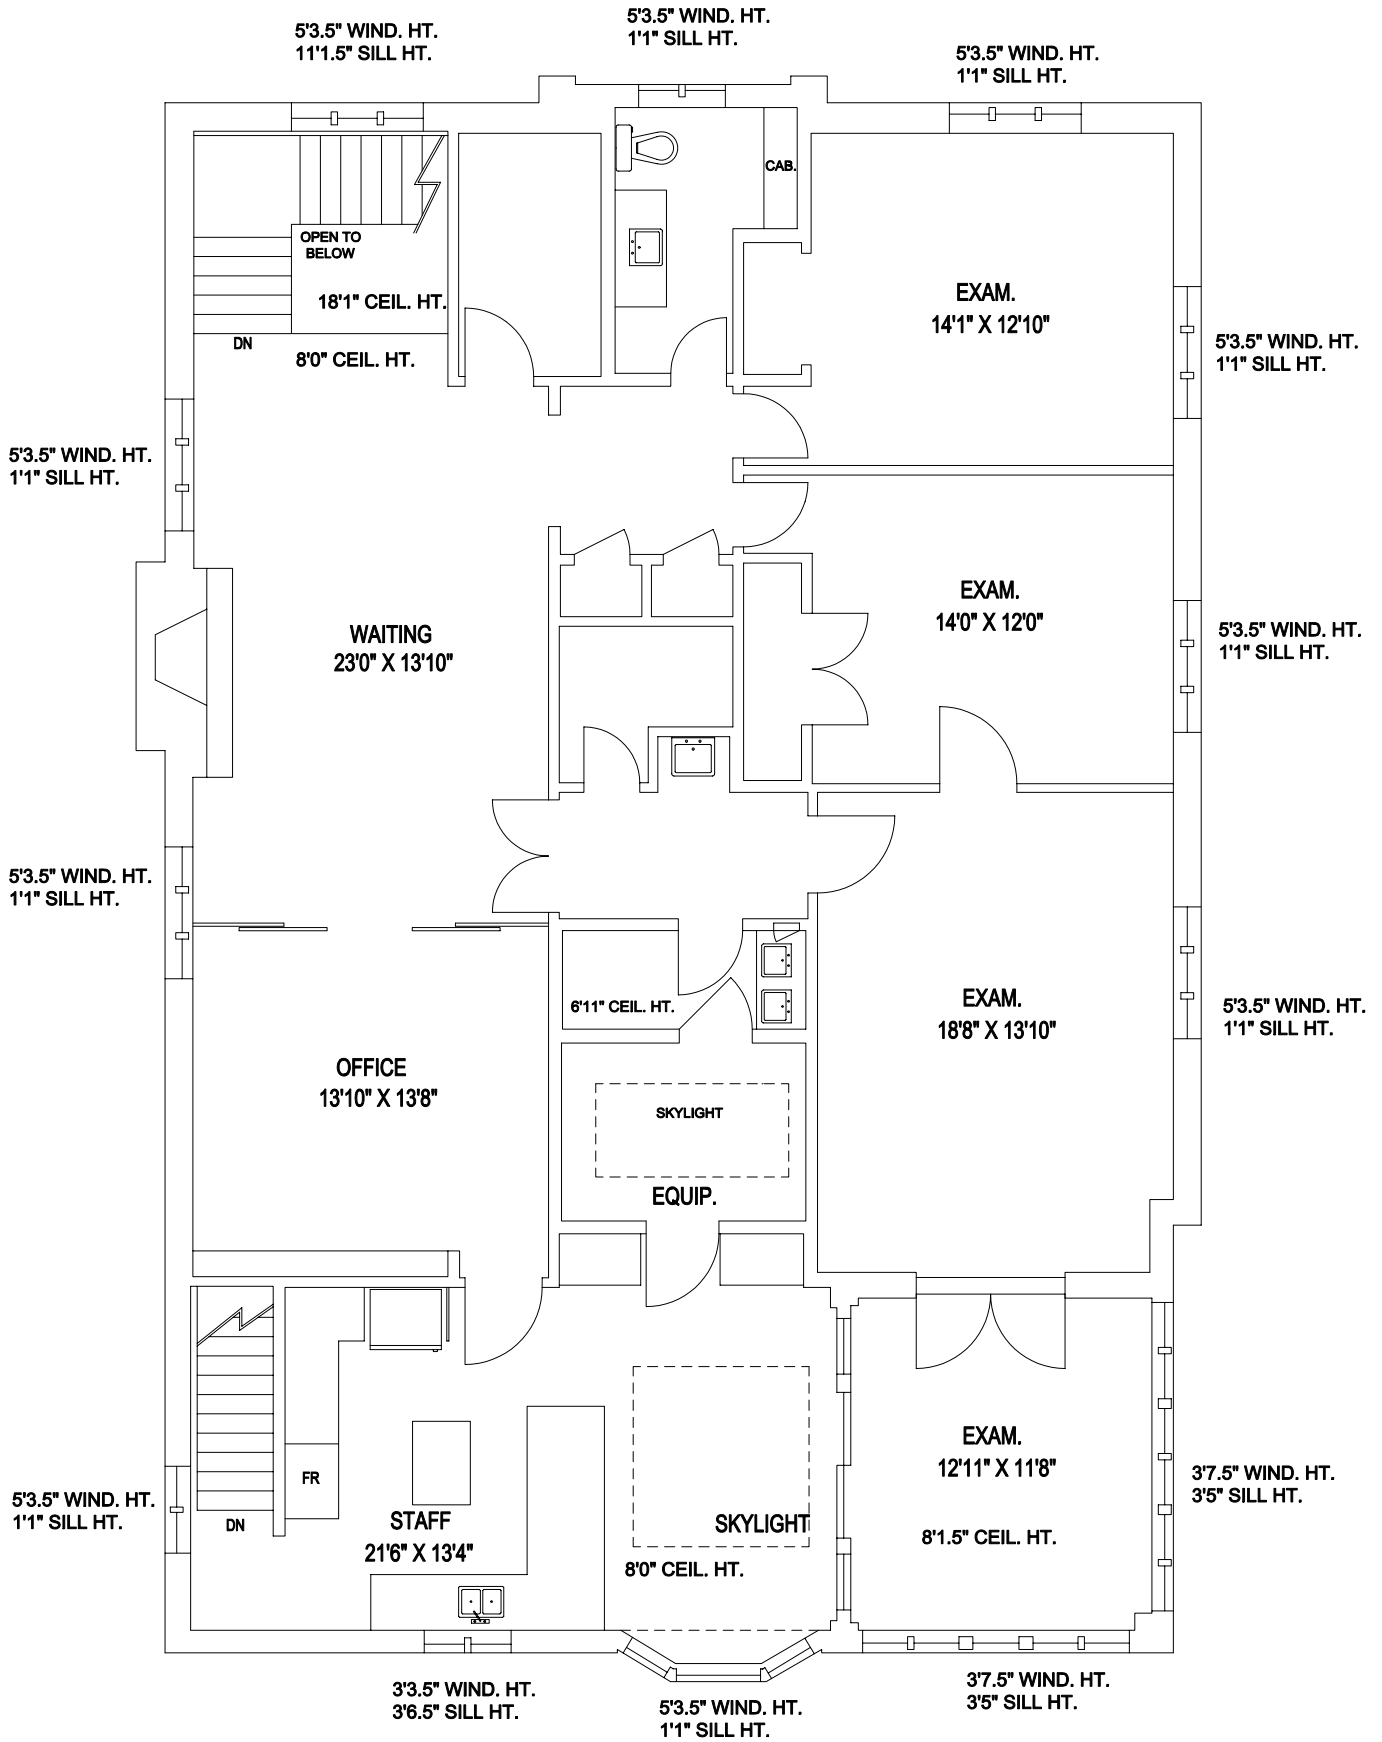 5'3.5" WIND. HT.
11'1.5" SILL HT.
5'3.5" WIND. HT.
1'1" SILL HT.
5'3.5" WIND. HT.
1'1" SILL HT.
CAB.
OPEN TO
BELOW
18'1" CEIL. HT.
DN
8'0" CEIL. HT.
EXAM.
14'1" X 12'10"
5'3.5" WIND. HT.
1'1" SILL HT.
5'3.5" WIND. HT.
1'1" SILL HT.
EXAM.
14'0" X 12'0"
WAITING
23'0" X 13'10"
5'3.5" WIND. HT.
1'1" SILL HT.
5'3.5" WIND. HT.
1'1" SILL HT.
6'11" CEIL. HT.
EXAM.
18'8" X 13'10"
5'3.5" WIND. HT.
1'1" SILL HT.
OFFICE
13'10" X 13'8"
SKYLIGHT
EQUIP.
FR
DN
5'3.5" WIND. HT.
1'1" SILL HT.
STAFF
21'6" X 13'4"
SKYLIGHT
8'0" CEIL. HT.
EXAM.
12'11" X 11'8"
8'1.5" CEIL. HT.
3'7.5" WIND. HT.
3'5" SILL HT.
3'3.5" WIND. HT.
3'6.5" SILL HT.
5'3.5" WIND. HT.
1'1" SILL HT.
3'7.5" WIND. HT.
3'5" SILL HT.